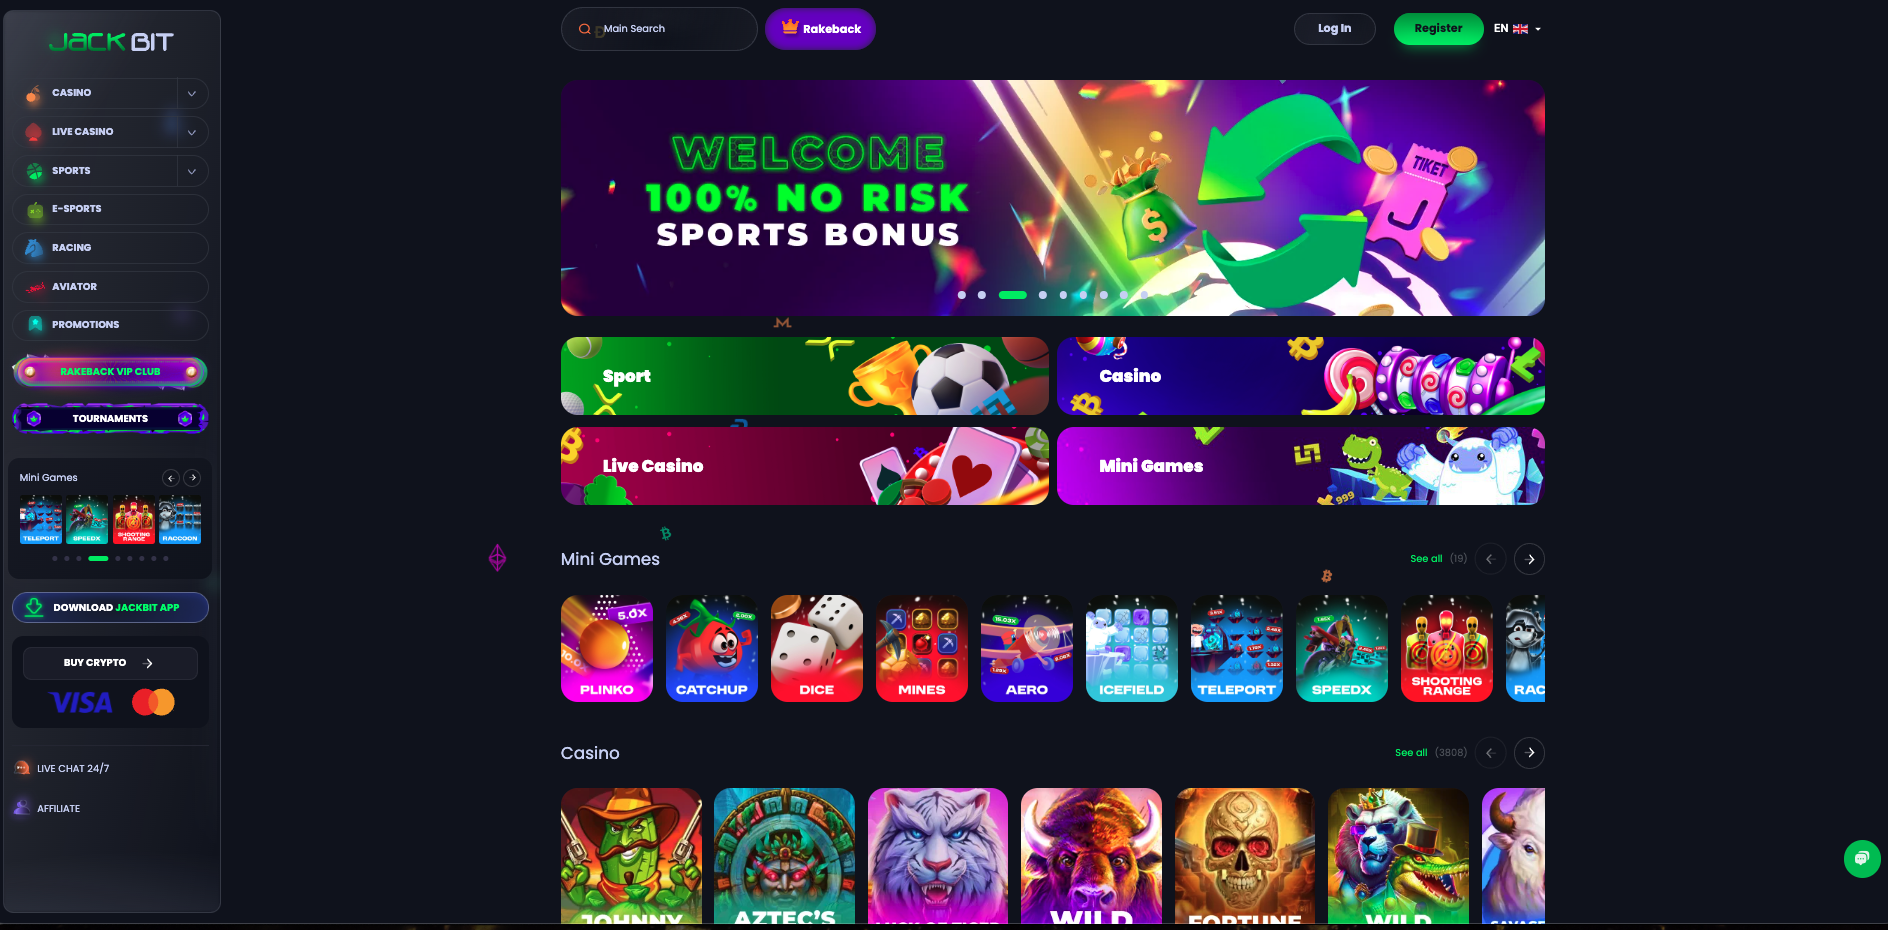 JACKBIT
CASINO
LIVE CASINO
SPORTS
E-SPORTS
RACING
AVIATOR
PROMOTIONS
RAKEBACK VIP CLUB
TOURNAMENTS
Mini Games
TELEPORT
SPEEDX
SHOOTING
RANGE
RACCOON
DOWNLOAD JACKBIT APP
BUY CRYPTO
VISA
LIVE CHAT 24/7
AFFILIATE
Main Search
Rakeback
Log In
Register
EN
WELCOME
100% NO RISK
SPORTS BONUS
TIKET
J
$
Sport
Casino
Live Casino
Mini Games
999
Mini Games
See all (19)
5.0X
PLINKO
CATCHUP
DICE
MINES
AERO
ICEFIELD
TELEPORT
SPEEDX
SHOOTING
RANGE
RAC
Casino
See all (3808)
JOHNNY
AZTEC'S
WILD
FORTUNE
WILD
SAVAGE